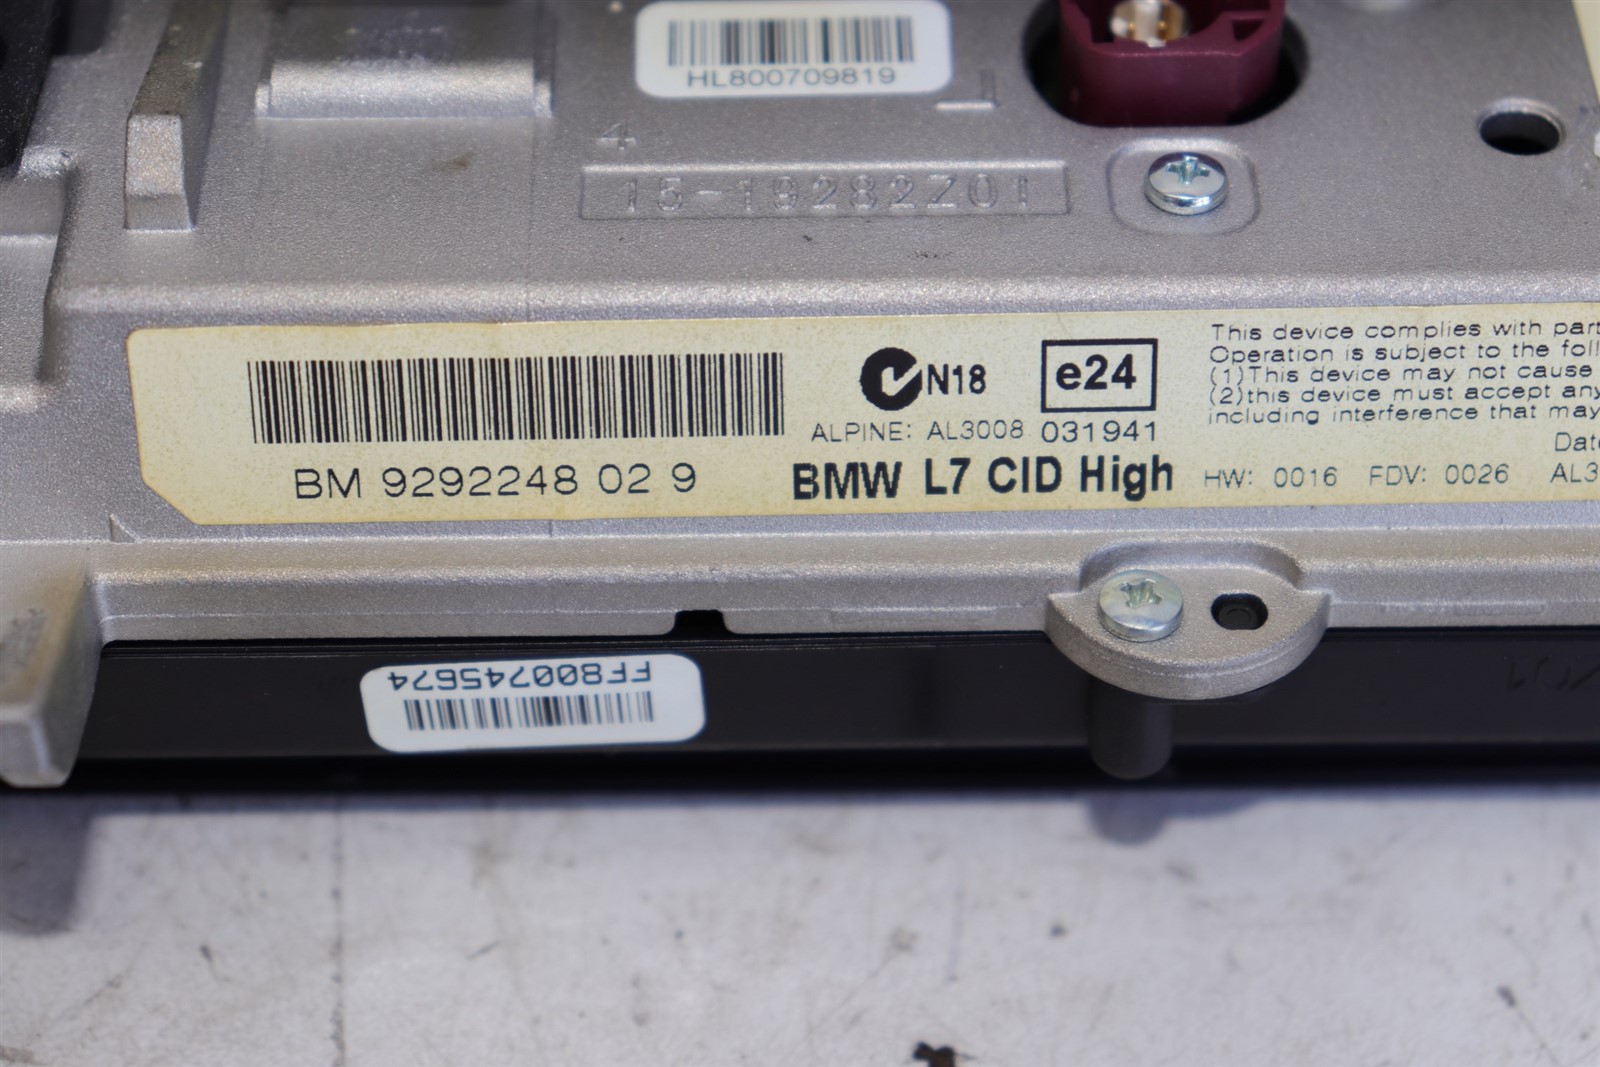 HL800709819
4
15-19282Z01
N18
e24
ALPINE: AL3008
031941
BM 9292248 02 9
BMW L7 CID High
This device complies with part
Operation is subject to the
(1)This device may not cause
(2)this device must accept any
including interference that may
HW: 0016 FDV: 0026
FF800745674